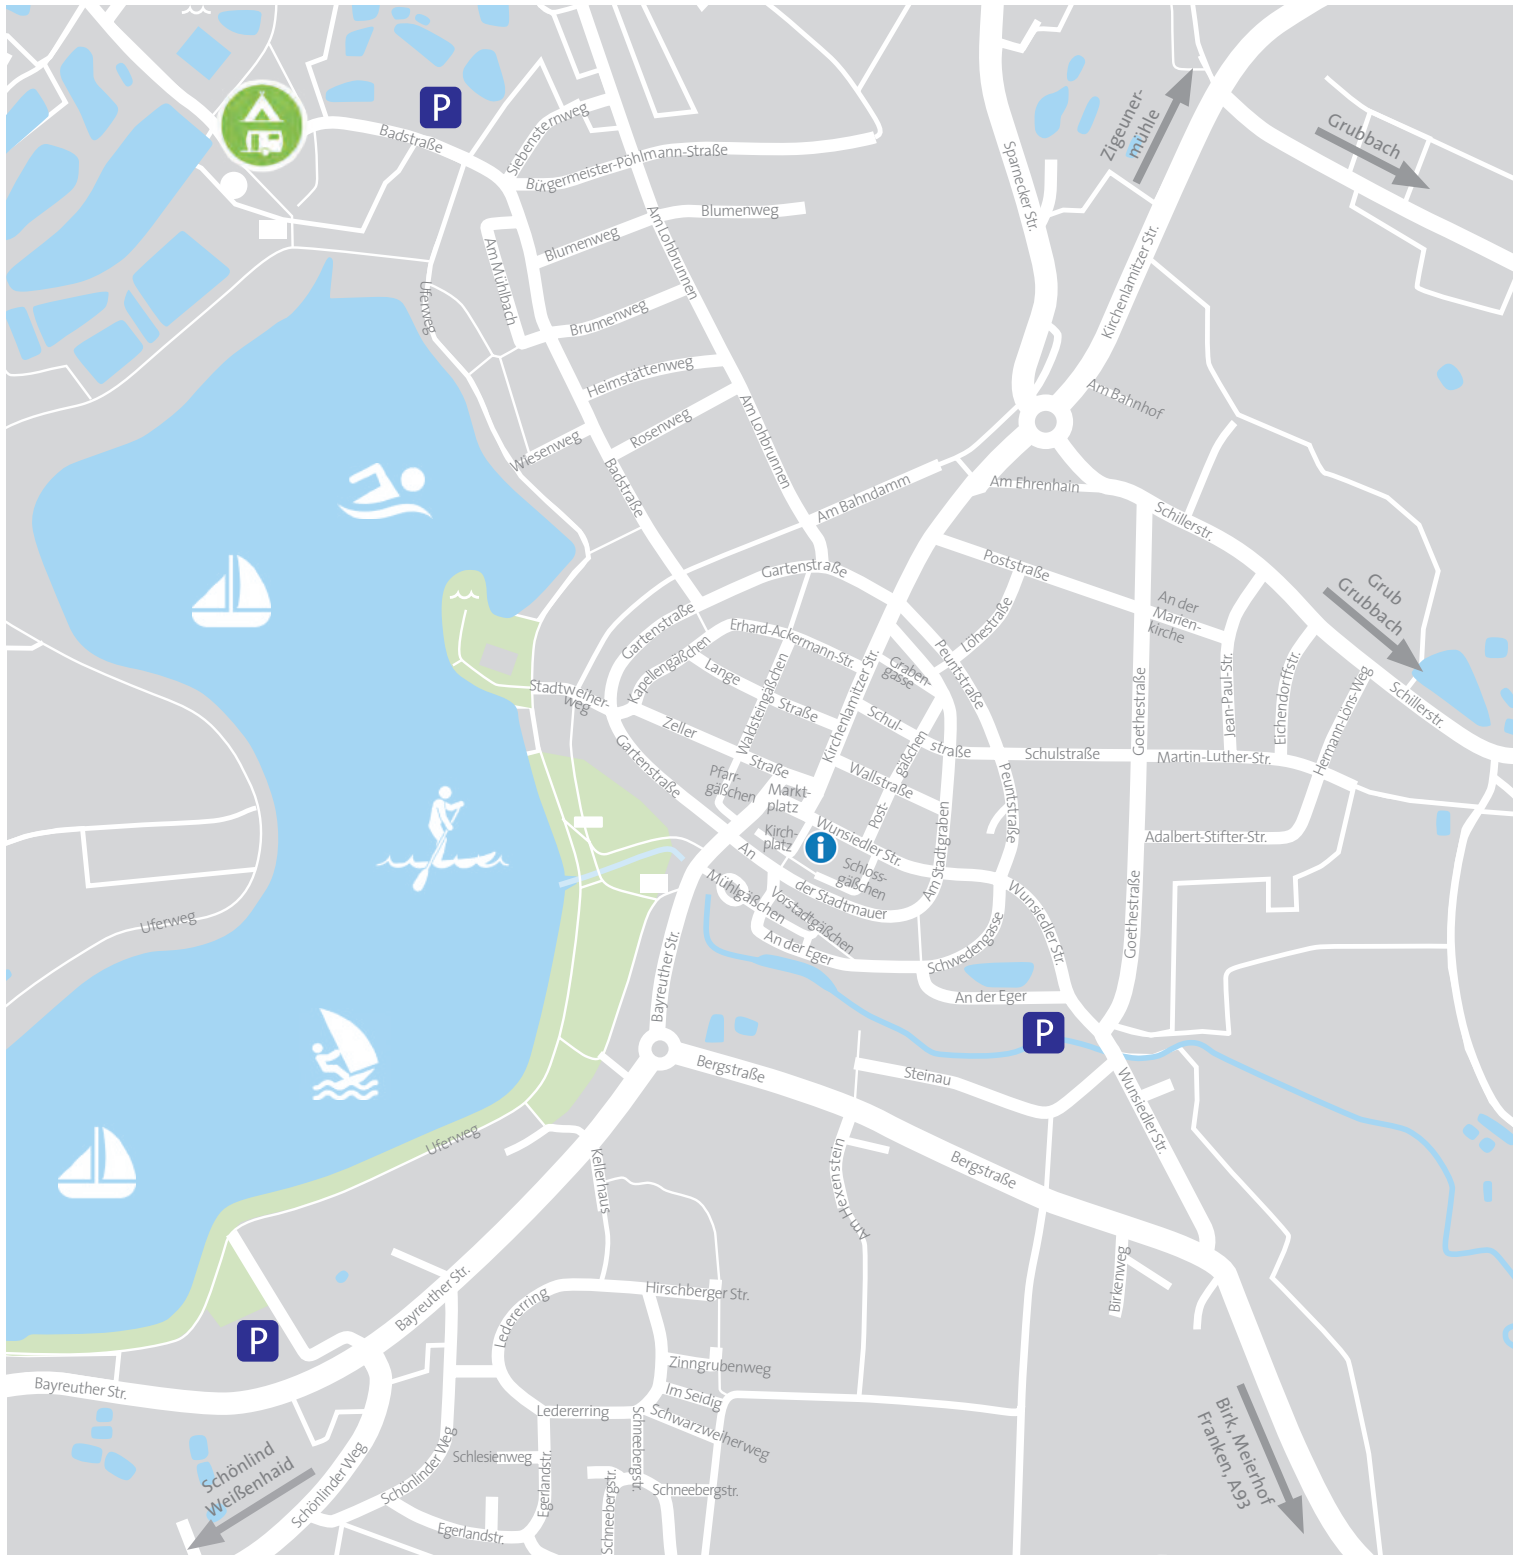 P
Badstraße
Siebensternweg
Bürgermeister-Pöhlmann-Straße
Zigeuner-
mühle
Grubbach
Sparnecker Str.
Blumenweg
Blumenweg
Am Lohbrunnen
Am Mühlbach
Uferweg
Brunnenweg
Kirchenlamitzer Str.
Heimstättenweg
Am Bahnhof
Rosenweg
Am Lohbrunnen
Wiesenweg
Badstraße
Am Bahndamm
Am Ehrenhain
Schillerstr.
Poststraße
Gartenstraße
Grub
Grubbach
An der
Marien-
kirche
Gartenstraße
Erhard-Ackermann-Str.
Löhestraße
Kapellengäßchen
Lange
Straße
Waldsteingäßchen
Kirchenlamitzer Str.
Graben-
gasse
Peuntstraße
Stadtweiher-
weg
Zeller
Straße
Schul-
straße
Schulstraße
Goethestraße
Jean-Paul-Str.
Eichendorffstr.
Hermann-Löns-Weg
Schillerstr.
Martin-Luther-Str.
Gartenstraße
Pfarr-
gäßchen
Markt-
platz
Wallstraße
Post-
gäßchen
Peuntstraße
Kirch-
platz
i
Wunsiedler Str.
Am Stadtgraben
Adalbert-Stifter-Str.
An
der Stadtmauer
Schloss-
gäßchen
Mühlgäßchen
Vorstadtgäßchen
Wunsiedler Str.
Goethestraße
Uferweg
An der Eger
Schwedengasse
Bayreuther Str.
An der Eger
P
Bergstraße
Steinau
Wunsiedler Str.
Uferweg
Kellerhaus
Am Hexenstein
Bergstraße
Birkenweg
Bayreuther Str.
Ledererring
Hirschberger Str.
P
Bayreuther Str.
Zinngrubenweg
Im Seidig
Ledererring
Schwarzweiherweg
Schneebergstr.
Birk, Meierhof
Franken, A93
Schönlind
Weißenhaid
Schönlinder Weg
Schönlinder Weg
Schlesienweg
Egerlandstr.
Schneebergstr.
Schneebergstr.
Egerlandstr.